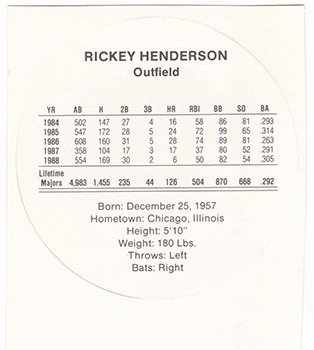 RICKEY HENDERSON
Outfield
YR AB H 2B 3B HR RBI BB SO BA
1984 502 147 27 4 16 58 86 81 .293
1985 547 172 28 5 24 72 99 65 .314
1986 608 160 31 5 28 74 89 81 .263
1987 358 104 17 3 17 37 80 52 .291
1988 554 169 30 2 6 50 82 54 .305
Lifetime
Majors 4,983 1,455 235 44 126 504 870 668 .292
Born: December 25, 1957
Hometown: Chicago, Illinois
Height: 5'10"
Weight: 180 Lbs.
Throws: Left
Bats: Right